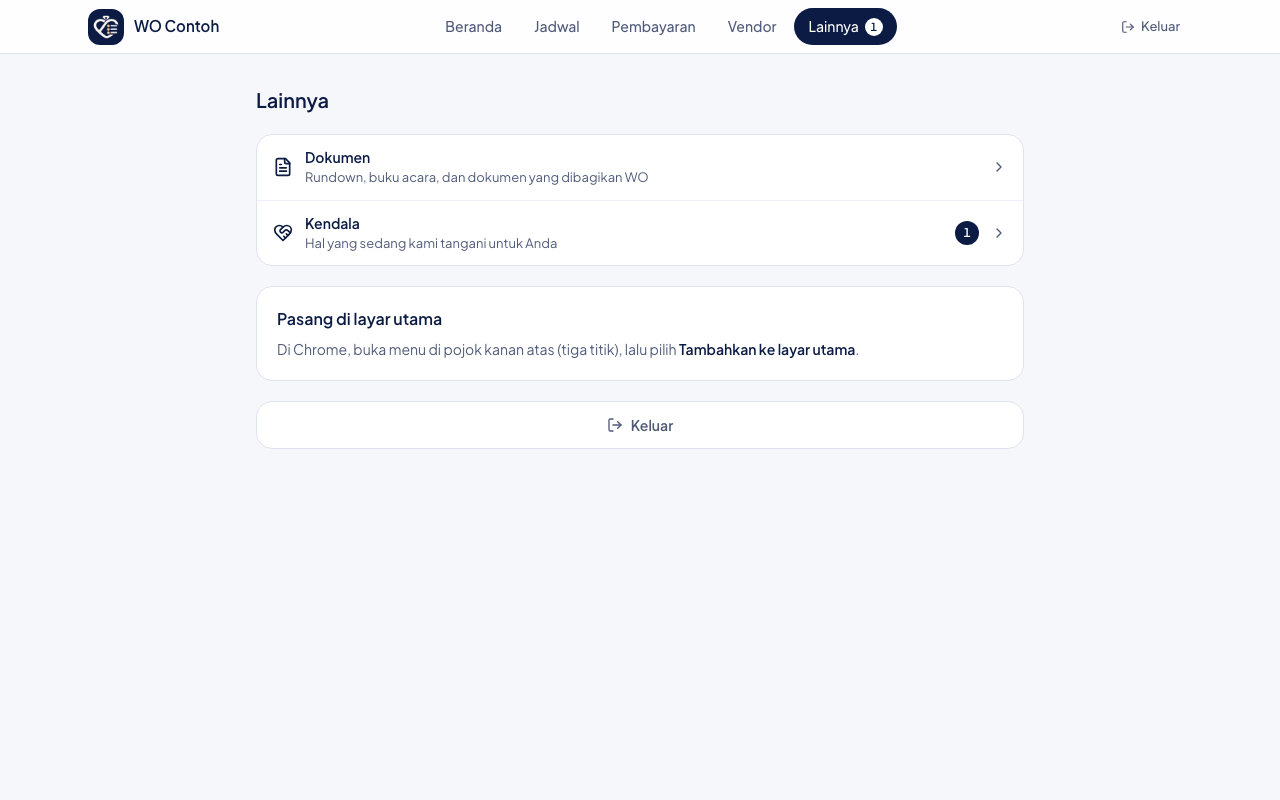 WO Contoh
Beranda
Jadwal
Pembayaran
Vendor
Lainnya 1
Keluar
Lainnya
Dokumen
Rundown, buku acara, dan dokumen yang dibagikan WO
Kendala
Hal yang sedang kami tangani untuk Anda
1
Pasang di layar utama
Di Chrome, buka menu di pojok kanan atas (tiga titik), lalu pilih Tambahkan ke layar utama.
Keluar